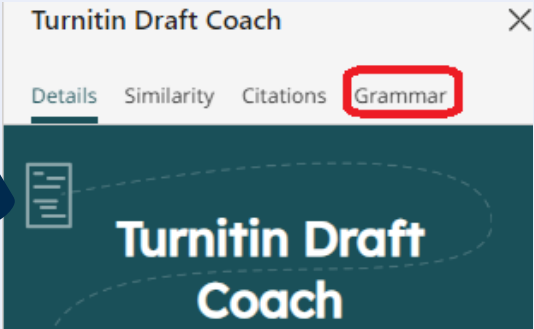 Turnitin Draft Coach
Details Similarity Citations Grammar
Turnitin Draft
Coach